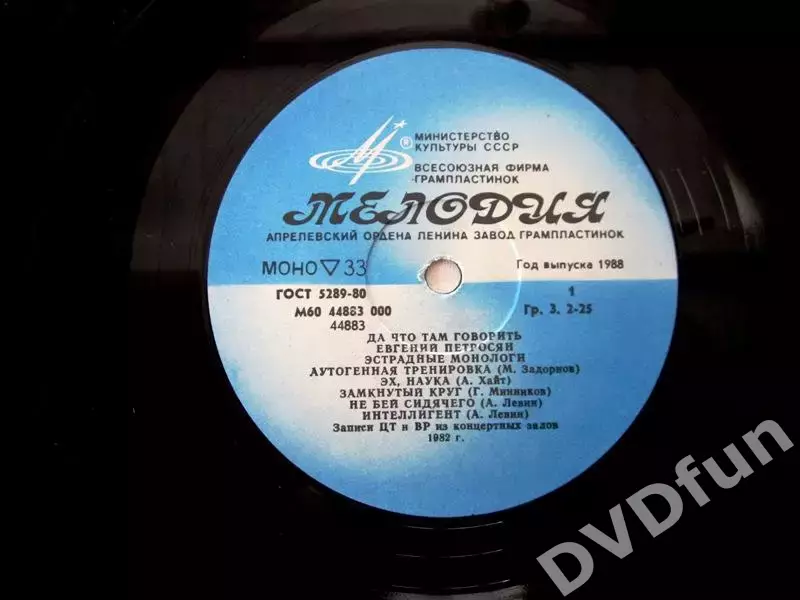 МИНИСТЕРСТВО
КУЛЬТУРЫ СССР
ВСЕСОЮЗНАЯ ФИРМА
ГРАМПЛАСТИНОК
®
МЕЛОДИЯ
АПРЕЛЕВСКИЙ ОРДЕНА ЛЕНИНА ЗАВОД ГРАМПЛАСТИНОК
МОНО ▽ 33
Год выпуска 1988
ГОСТ 5289-80
1
М60 44883 000
Гр. 3. 2-25
44883
ДА ЧТО ТАМ ГОВОРИТЬ
ЕВГЕНИЙ ПЕТРОСЯН
ЭСТРАДНЫЕ МОНОЛОГИ
АУТОГЕННАЯ ТРЕНИРОВКА (М. Задорнов)
ЭХ, НАУКА (А. Хайт)
ЗАМКНУТЫЙ КРУГ (Г. Минников)
НЕ БЕЙ СИДЯЧЕГО (А. Левин)
ИНТЕЛЛИГЕНТ (А. Левин)
Записи ЦТ и ВР из концертных залов
1982 г.
DVDfun